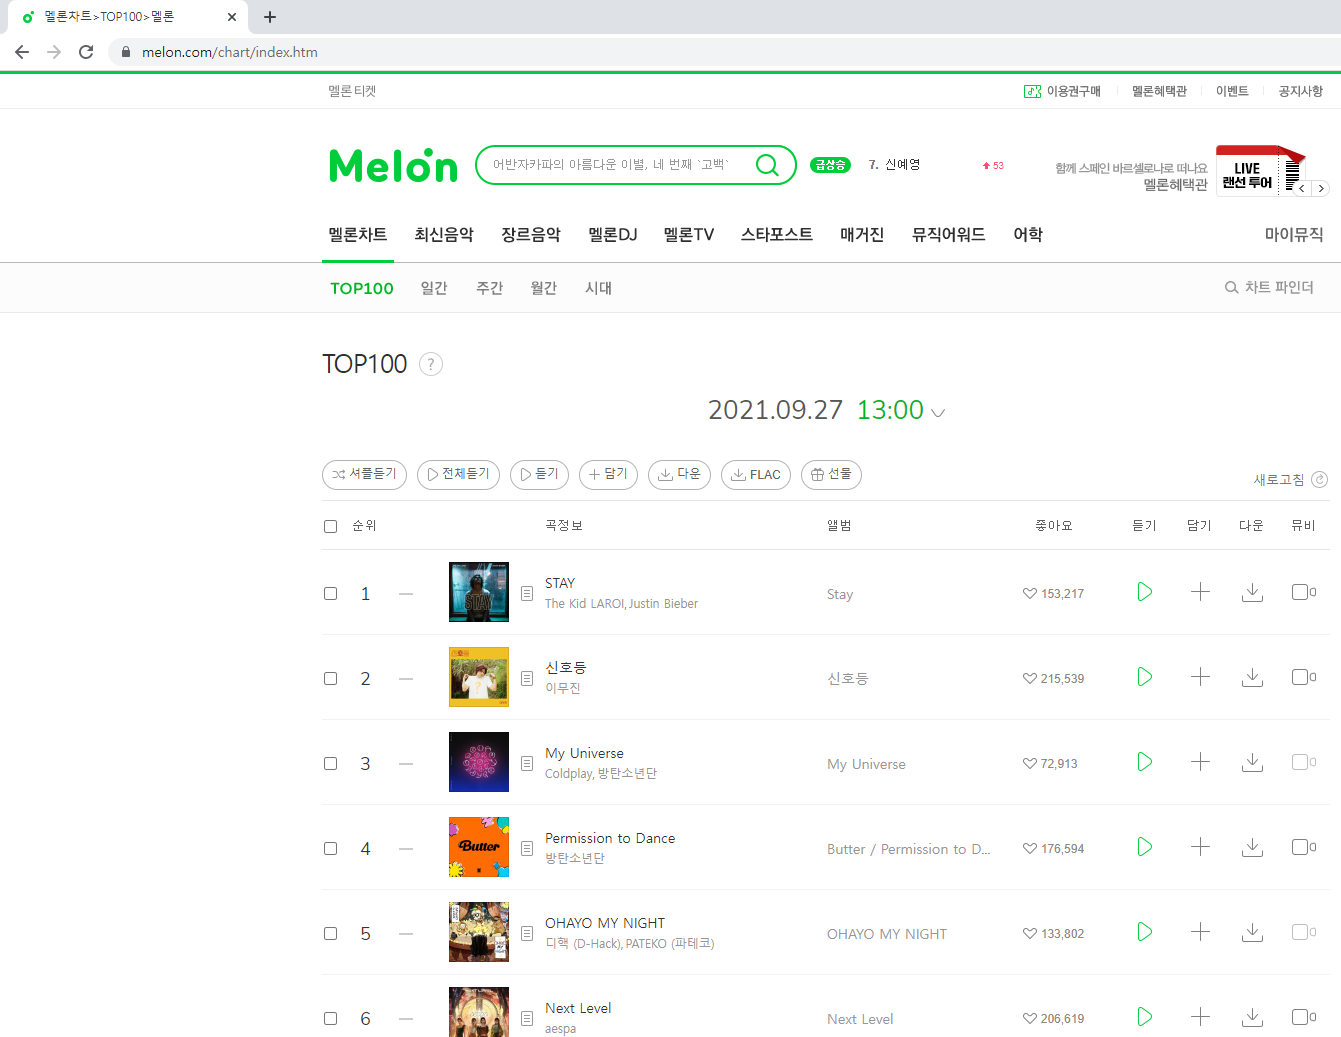 멜론차트>TOP100>멜론
melon.com/chart/index.htm
멜론티켓
이용권구매 멜론혜택관 이벤트 공지사항
Melon
어반자카파의 아름다운 이별, 네 번째 `고백`
급상승 7. 신예영 53
함께 스페인 바르셀로나로 떠나요
멜론혜택관
LIVE
랜선 투어
멜론차트 최신음악 장르음악 멜론DJ 멜론TV 스타포스트 매거진 뮤직어워드 어학 마이뮤직
TOP100 일간 주간 월간 시대 차트 파인더
TOP100 ?
2021.09.27 13:00
셔플듣기 전체듣기 듣기 담기 다운 FLAC 선물 새로고침
순위 곡정보 앨범 좋아요 듣기 담기 다운 뮤비
STAY
1 STAY Stay 153,217
The Kid LAROI, Justin Bieber
2 신호등 신호등 215,539
이무진
3 My Universe My Universe 72,913
Coldplay, 방탄소년단
Butter
4 Permission to Dance Butter / Permission to D... 176,594
방탄소년단
5 OHAYO MY NIGHT OHAYO MY NIGHT 133,802
디핵 (D-Hack), PATEKO (파테코)
NEXT LEVEL
6 Next Level Next Level 206,619
aespa